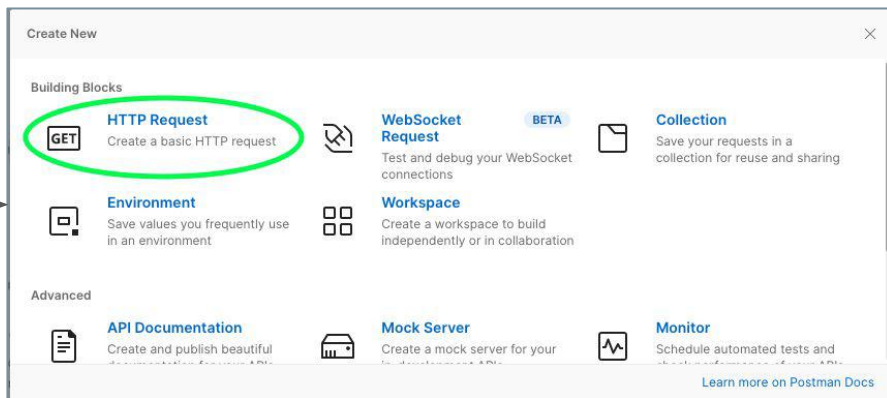 Create New
Building Blocks
GET
HTTP Request
Create a basic HTTP request
WebSocket
Request
BETA
Test and debug your WebSocket
connections
Collection
Save your requests in a
collection for reuse and sharing
Environment
Save values you frequently use
in an environment
Workspace
Create a workspace to build
independently or in collaboration
Advanced
API Documentation
Create and publish beautiful
Mock Server
Create a mock server for your
Monitor
Schedule automated tests and
Learn more on Postman Docs